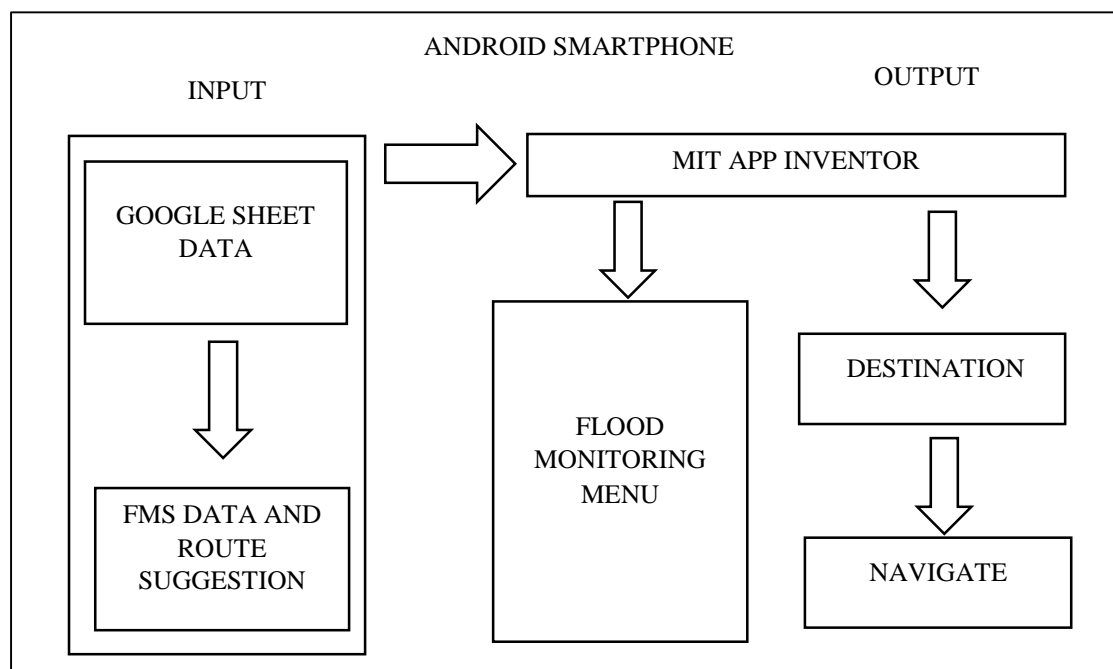 ANDROID SMARTPHONE
INPUT
OUTPUT
GOOGLE SHEET
DATA
FMS DATA AND
ROUTE
SUGGESTION
MIT APP INVENTOR
FLOOD
MONITORING
MENU
DESTINATION
NAVIGATE